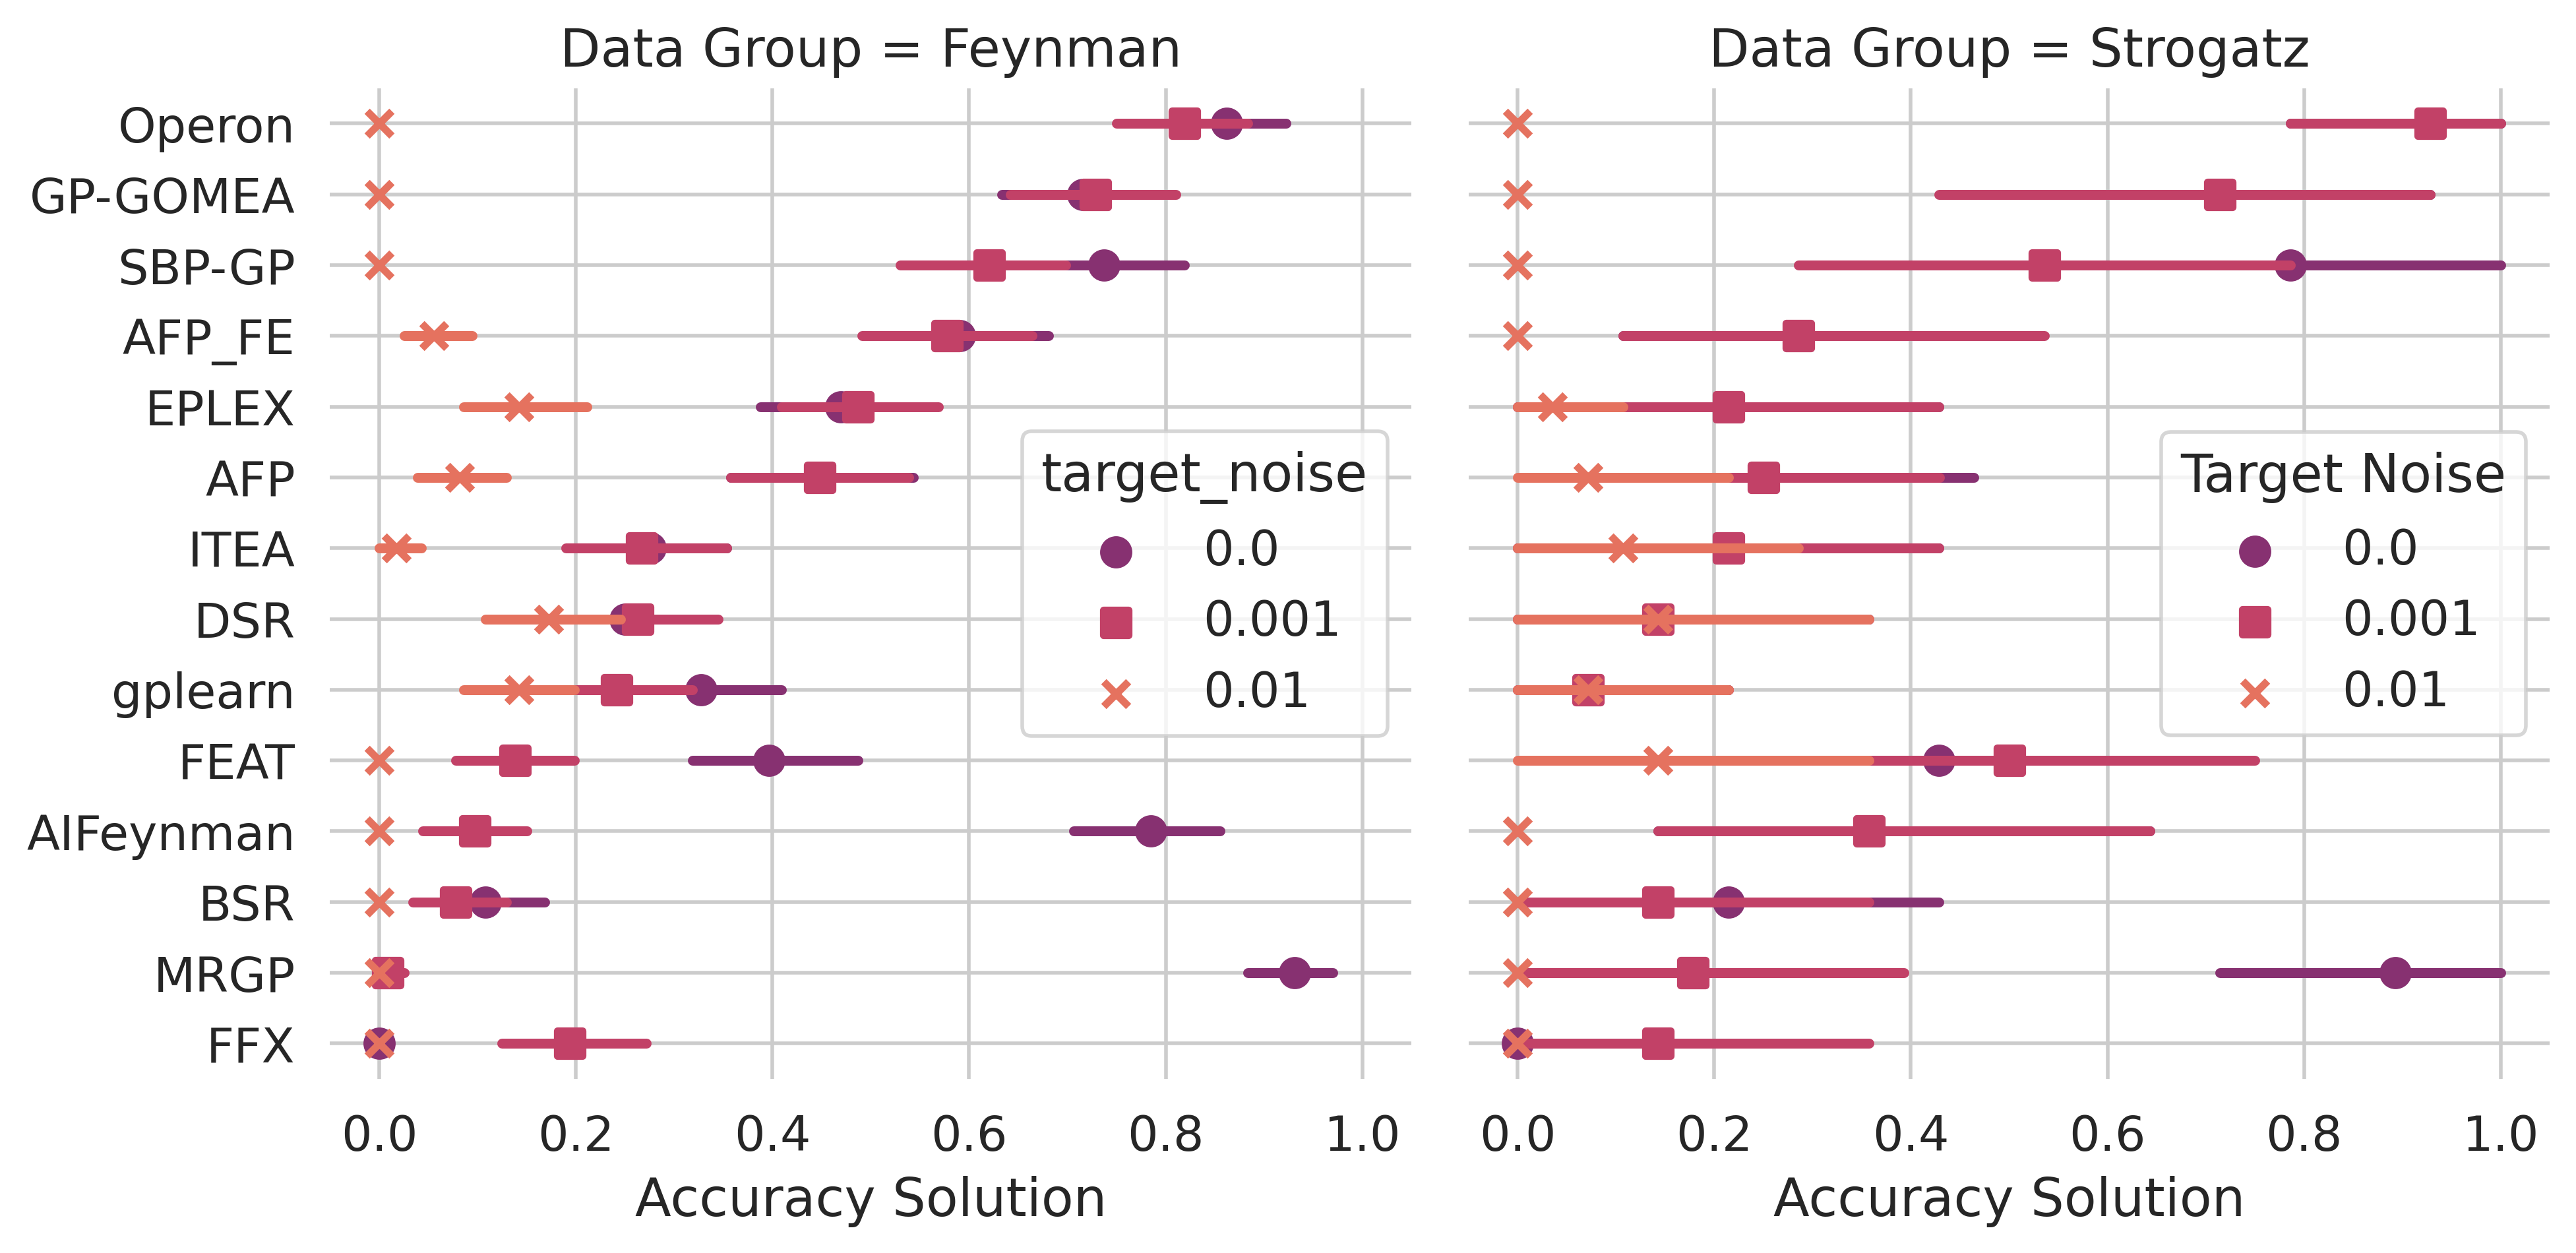 Data Group = Feynman
Data Group = Strogatz
Operon
GP-GOMEA
SBP-GP
AFP_FE
EPLEX
AFP
ITEA
DSR
gplearn
FEAT
AIFeynman
BSR
MRGP
FFX
target_noise
0.0
0.001
0.01
Target Noise
0.0
0.001
0.01
0.0 0.2 0.4 0.6 0.8 1.0
0.0 0.2 0.4 0.6 0.8 1.0
Accuracy Solution
Accuracy Solution